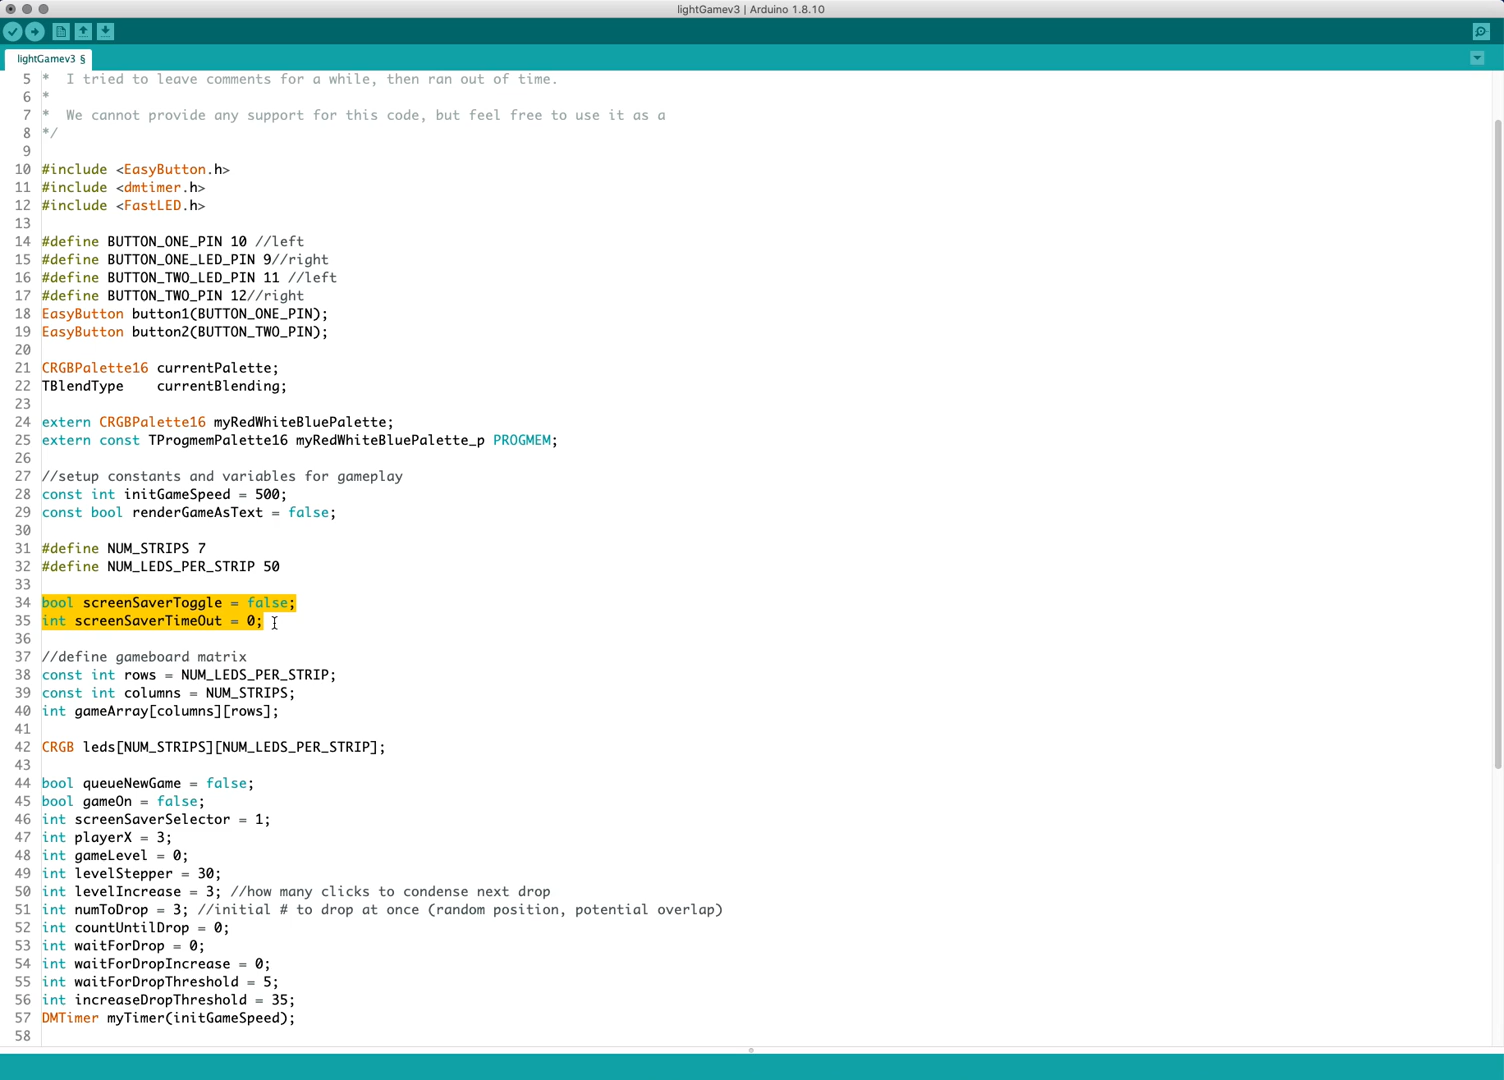 lightGamev3 | Arduino 1.8.10
lightGamev3 §
5 *  I tried to leave comments for a while, then ran out of time.
6 *
7 *  We cannot provide any support for this code, but feel free to use it as a
8 */
9
10 #include <EasyButton.h>
11 #include <dmtimer.h>
12 #include <FastLED.h>
13
14 #define BUTTON_ONE_PIN 10 //left
15 #define BUTTON_ONE_LED_PIN 9//right
16 #define BUTTON_TWO_LED_PIN 11 //left
17 #define BUTTON_TWO_PIN 12//right
18 EasyButton button1(BUTTON_ONE_PIN);
19 EasyButton button2(BUTTON_TWO_PIN);
20
21 CRGBPalette16 currentPalette;
22 TBlendType    currentBlending;
23
24 extern CRGBPalette16 myRedWhiteBluePalette;
25 extern const TProgmemPalette16 myRedWhiteBluePalette_p PROGMEM;
26
27 //setup constants and variables for gameplay
28 const int initGameSpeed = 500;
29 const bool renderGameAsText = false;
30
31 #define NUM_STRIPS 7
32 #define NUM_LEDS_PER_STRIP 50
33
34 bool screenSaverToggle = false;
35 int screenSaverTimeOut = 0;
36
37 //define gameboard matrix
38 const int rows = NUM_LEDS_PER_STRIP;
39 const int columns = NUM_STRIPS;
40 int gameArray[columns][rows];
41
42 CRGB leds[NUM_STRIPS][NUM_LEDS_PER_STRIP];
43
44 bool queueNewGame = false;
45 bool gameOn = false;
46 int screenSaverSelector = 1;
47 int playerX = 3;
48 int gameLevel = 0;
49 int levelStepper = 30;
50 int levelIncrease = 3; //how many clicks to condense next drop
51 int numToDrop = 3; //initial # to drop at once (random position, potential overlap)
52 int countUntilDrop = 0;
53 int waitForDrop = 0;
54 int waitForDropIncrease = 0;
55 int waitForDropThreshold = 5;
56 int increaseDropThreshold = 35;
57 DMTimer myTimer(initGameSpeed);
58